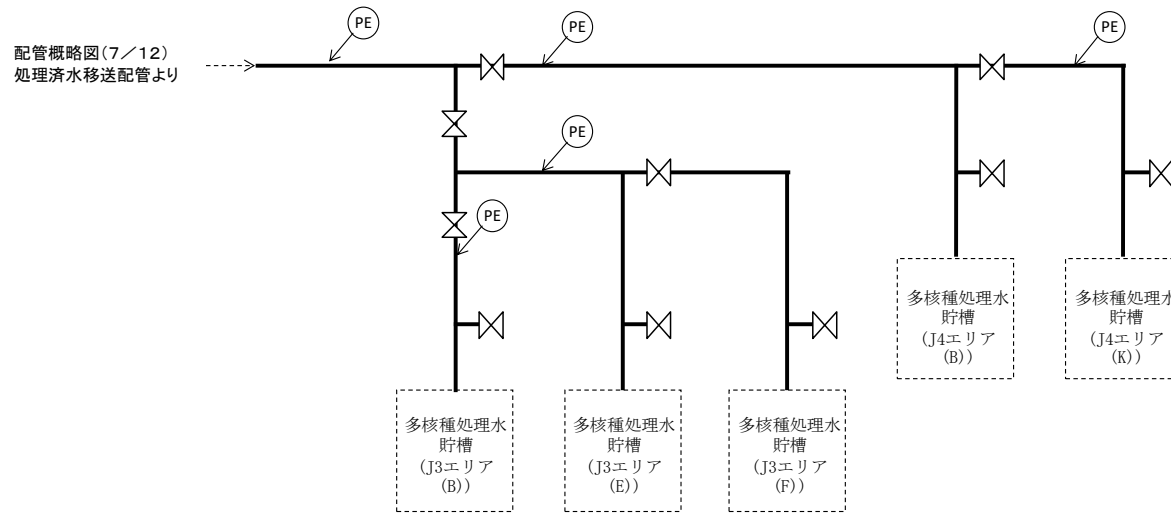 PE
配管概略図(7／12)
処理済水移送配管より
PE
PE
PE
PE
多核種処理水
貯槽
(J4エリア
(B))
多核種処理水
貯槽
(J4エリア
(K))
多核種処理水
貯槽
(J3エリア
(B))
多核種処理水
貯槽
(J3エリア
(E))
多核種処理水
貯槽
(J3エリア
(F))